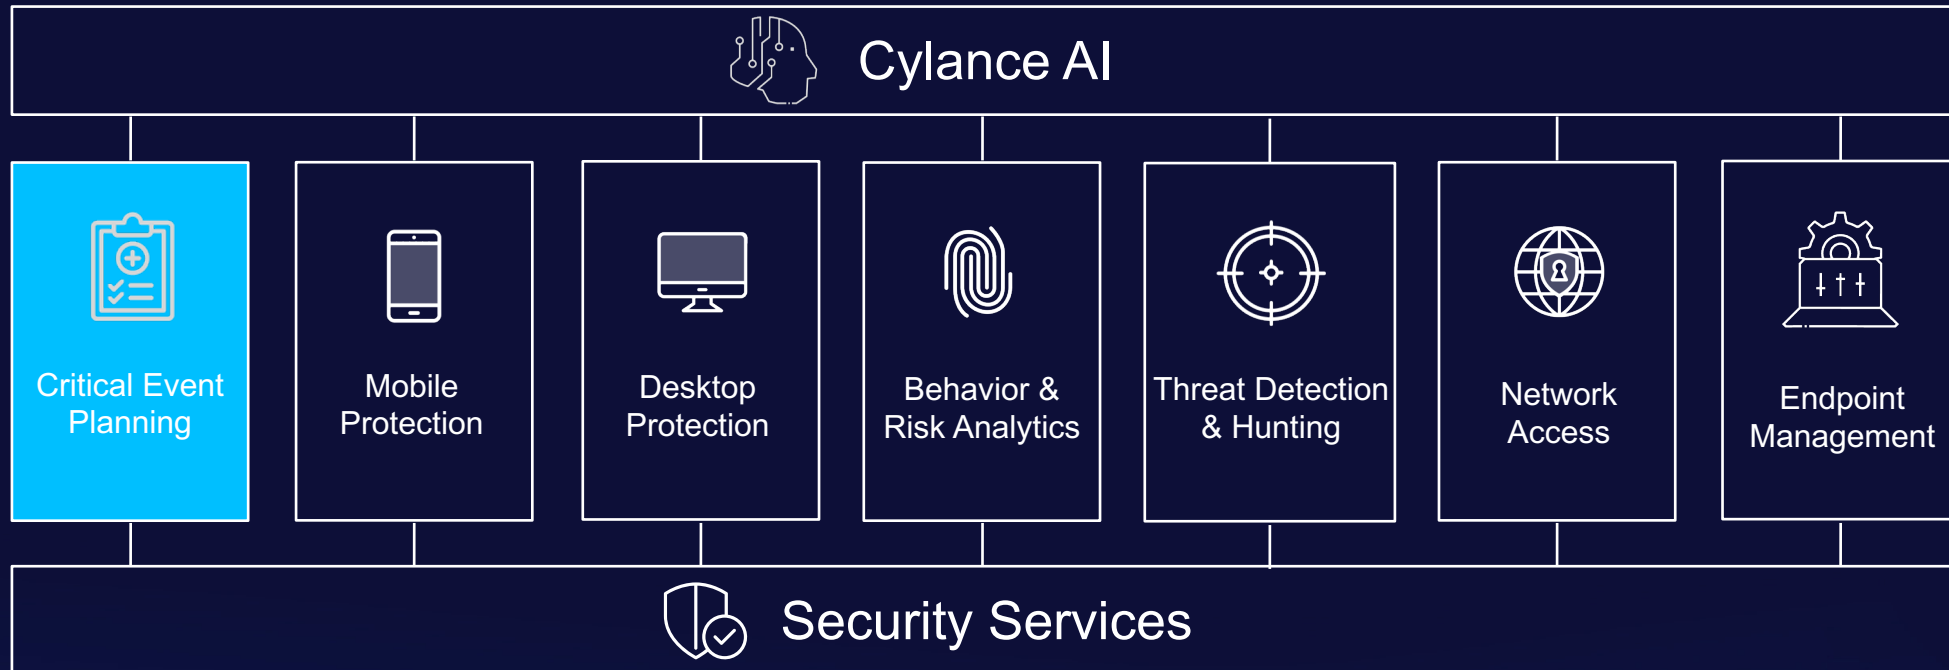 Cylance AI
Critical Event
Planning
Mobile
Protection
Desktop
Protection
Behavior &
Risk Analytics
Threat Detection
& Hunting
Network
Access
Endpoint
Management
Security Services